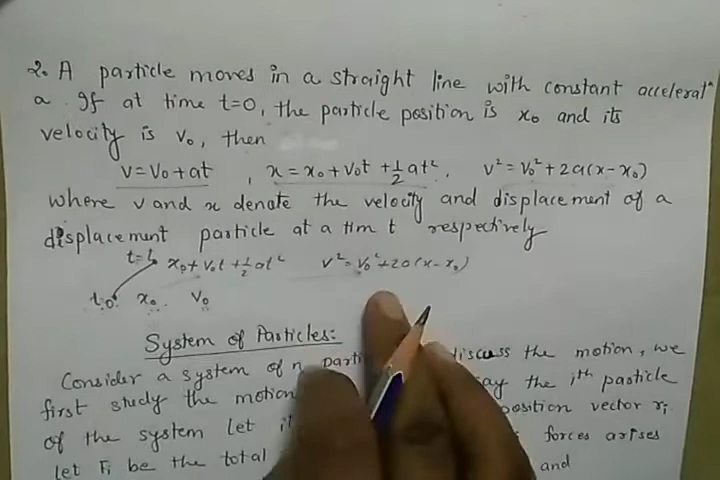 2. A particle moves in a straight line with constant accelerat^n
a gf at time t=0, the particle position is x₀ and its
velocity is v₀, then
v=v₀+at , x=x₀+v₀t+½at², v²=v₀²+2a(x-x₀)
where v and x denote the velocity and displacement of a
displacement particle at a tim t respectively
t=t x₀+v₀t+½at² v²=v₀²+2a(x-x₀)
t=0 x₀ v₀
System of Particles:
Consider a system of n parti discuss the motion, we
first study the motion say the ith particle
of the system let it position vector ri
let Fi be the total forces arises
and